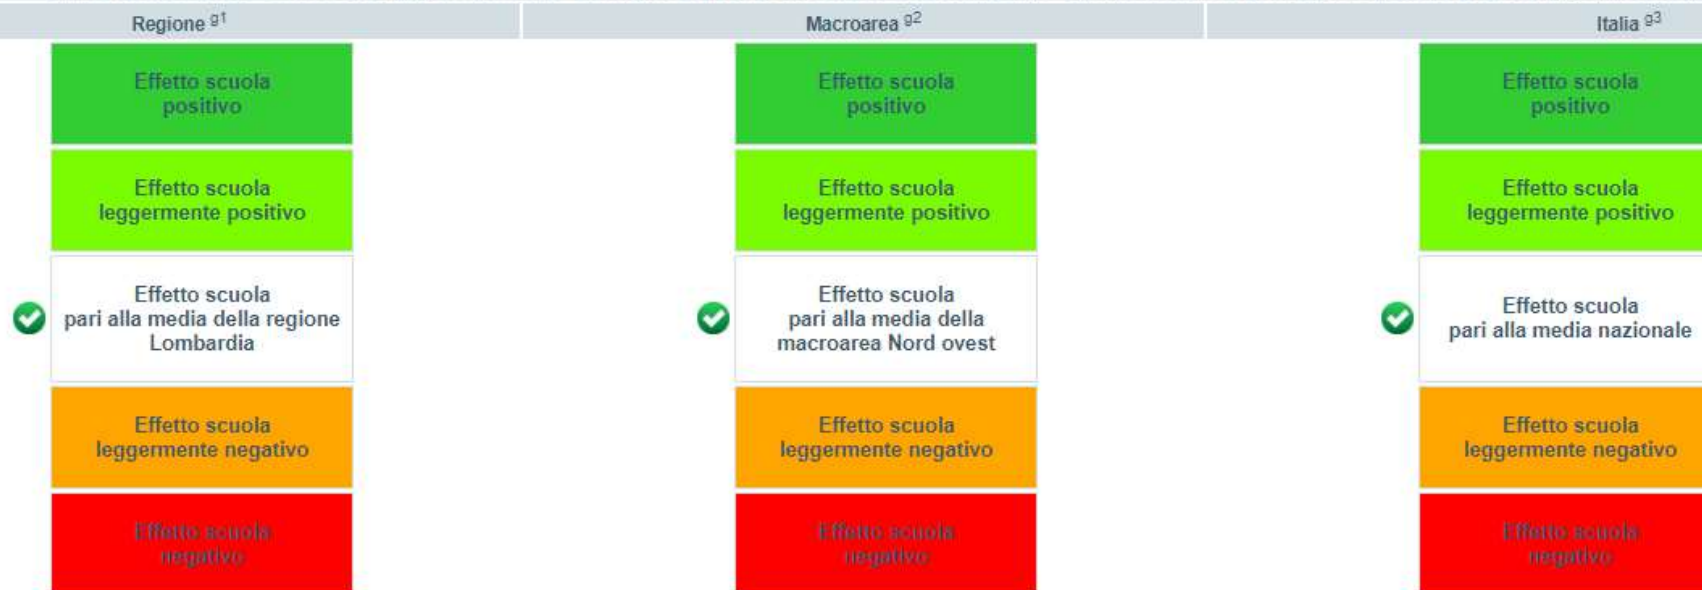 Regione g1 Macroarea g2 Italia g3
Effetto scuola
positivo
Effetto scuola
positivo
Effetto scuola
positivo
Effetto scuola
leggermente positivo
Effetto scuola
leggermente positivo
Effetto scuola
leggermente positivo
Effetto scuola
pari alla media della regione
Lombardia
Effetto scuola
pari alla media della
macroarea Nord ovest
Effetto scuola
pari alla media nazionale
Effetto scuola
leggermente negativo
Effetto scuola
leggermente negativo
Effetto scuola
leggermente negativo
Effetto scuola
negativo
Effetto scuola
negativo
Effetto scuola
negativo